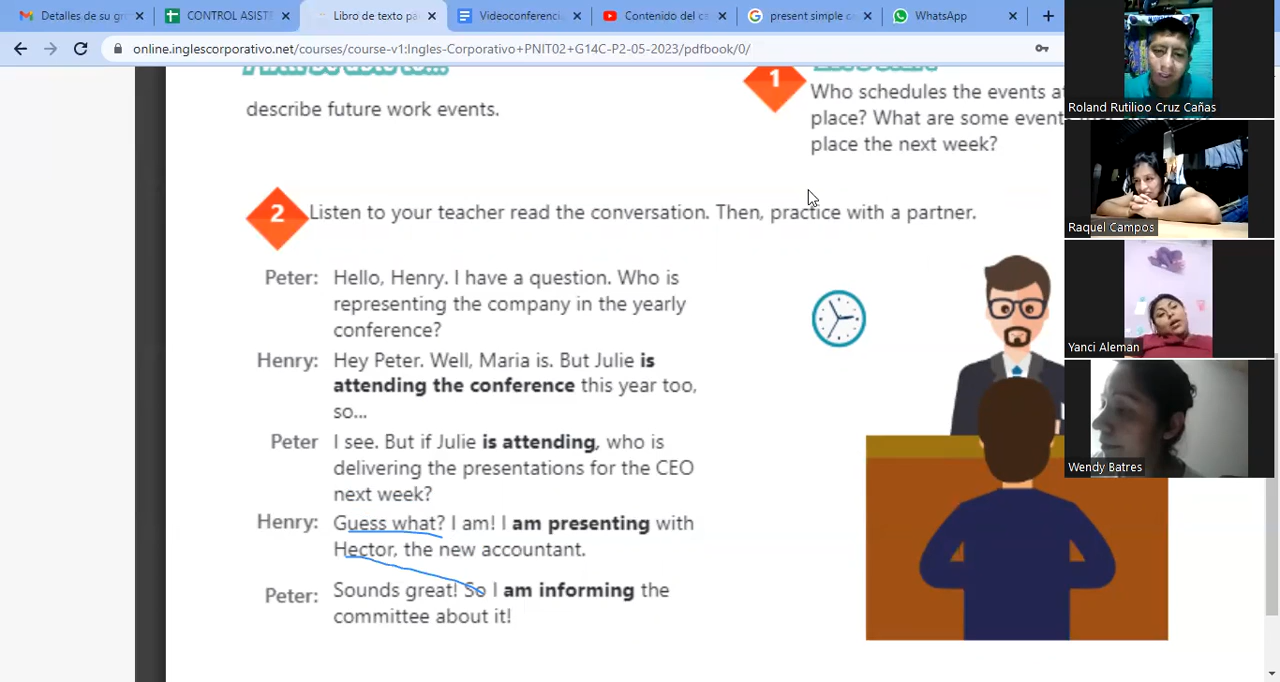 Detalles de su gr
CONTROL ASIST
Libro de texto pa
Videoconferenci
Contenido del c
present simple c
WhatsApp
online.inglescorporativo.net/courses/course-v1:Ingles-Corporativo+PNIT02+G14C-P2-05-2023/pdfbook/0/
describe future work events.
1
Who schedules the events a
place? What are some event
place the next week?
2
Listen to your teacher read the conversation. Then, practice with a partner.
Peter: Hello, Henry. I have a question. Who is
representing the company in the yearly
conference?
Henry: Hey Peter. Well, Maria is. But Julie is
attending the conference this year too,
so...
Peter I see. But if Julie is attending, who is
delivering the presentations for the CEO
next week?
Henry: Guess what? I am! I am presenting with
Hector, the new accountant.
Peter: Sounds great! So I am informing the
committee about it!
Roland Rutilioo Cruz Cañas
Raquel Campos
Yanci Aleman
Wendy Batres